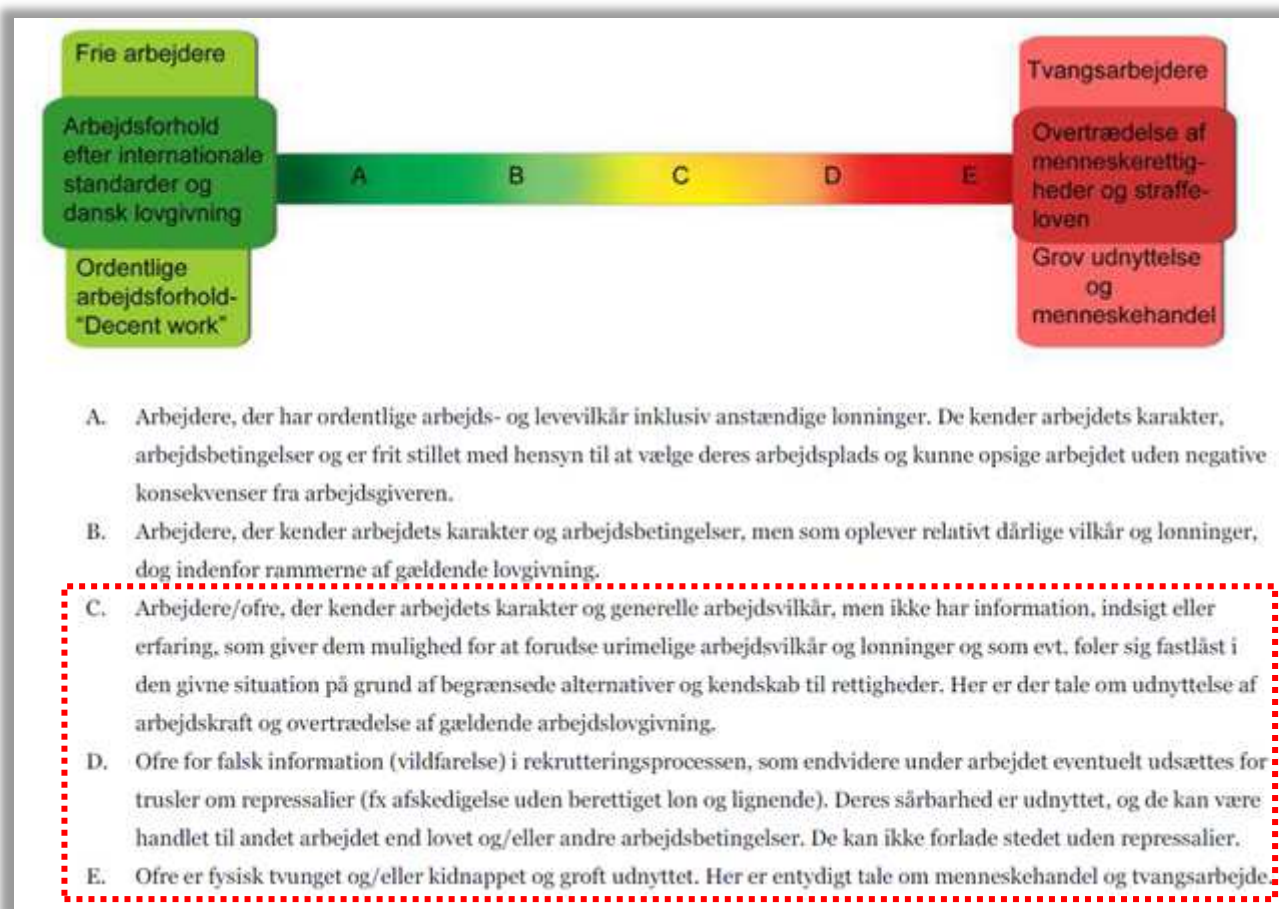 Frie arbejdere
Arbejdsforhold
efter internationale
standarder og
dansk lovgivning
Ordentlige
arbejdsforhold-
"Decent work"
A B C D E
Tvangsarbejdere
Overtrædelse af
menneskerettig-
heder og straffe-
loven
Grov udnyttelse
og
menneskehandel
A. Arbejdere, der har ordentlige arbejds- og levevilkår inklusiv anstændige lønninger. De kender arbejdets karakter,
arbejdsbetingelser og er frit stillet med hensyn til at vælge deres arbejdsplads og kunne opsige arbejdet uden negative
konsekvenser fra arbejdsgiveren.
B. Arbejdere, der kender arbejdets karakter og arbejdsbetingelser, men som oplever relativt dårlige vilkår og lønninger,
dog indenfor rammerne af gældende lovgivning.
C. Arbejdere/ofre, der kender arbejdets karakter og generelle arbejdsvilkår, men ikke har information, indsigt eller
erfaring, som giver dem mulighed for at forudse urimelige arbejdsvilkår og lønninger og som evt. føler sig fastlåst i
den givne situation på grund af begrænsede alternativer og kendskab til rettigheder. Her er der tale om udnyttelse af
arbejdskraft og overtrædelse af gældende arbejdslovgivning.
D. Ofre for falsk information (vildfarelse) i rekrutteringsprocessen, som endvidere under arbejdet eventuelt udsættes for
trusler om repressalier (fx afskedigelse uden berettiget løn og lignende). Deres sårbarhed er udnyttet, og de kan være
handlet til andet arbejdet end lovet og/eller andre arbejdsbetingelser. De kan ikke forlade stedet uden repressalier.
E. Ofre er fysisk tvunget og/eller kidnappet og groft udnyttet. Her er entydigt tale om menneskehandel og tvangsarbejde.